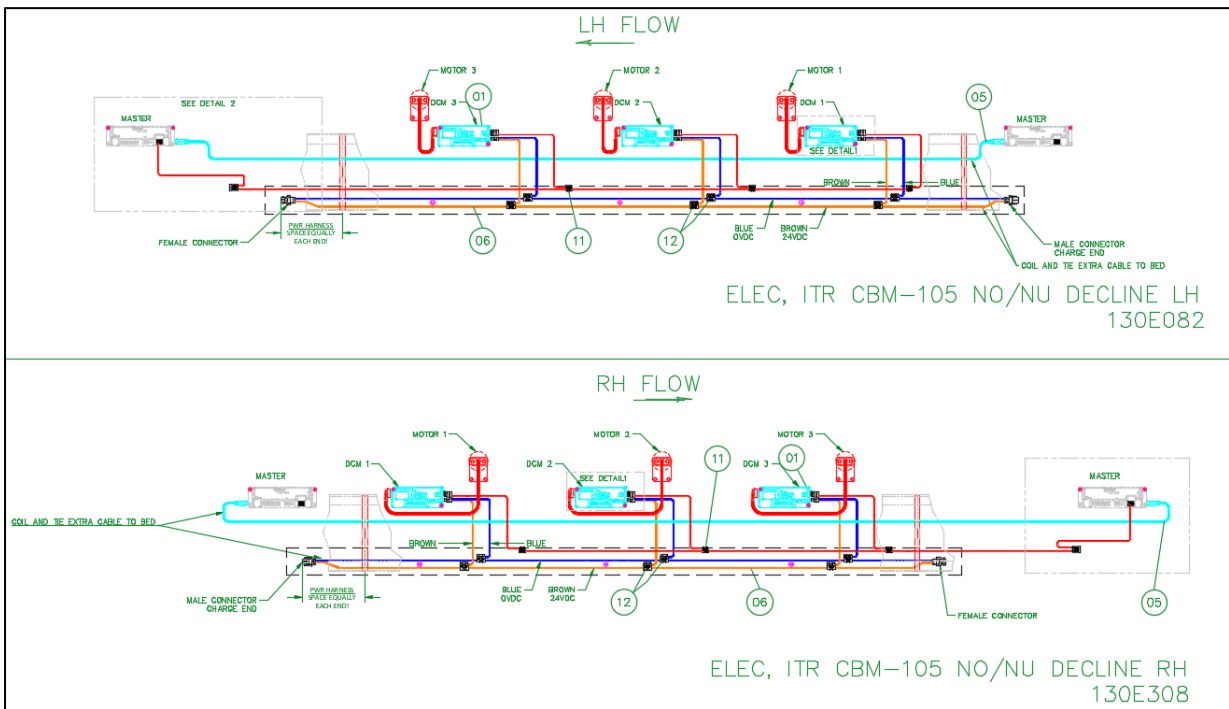 LH FLOW
MOTOR 3
MOTOR 2
MOTOR 1
SEE DETAIL 2
01
05
MASTER
DCM 3
DCM 2
DCM 1
MASTER
SEE DETAIL1
BROWN
BLUE
FEMALE CONNECTOR
PWR HARNESS
SPACE EQUALLY
EACH END!
06
11
12
BLUE
0VDC
BROWN
24VDC
MALE CONNECTOR
CHARGE END
COIL AND TIE EXTRA CABLE TO BED
ELEC, ITR CBM-105 NO/NU DECLINE LH
130E082
RH FLOW
MOTOR 1
MOTOR 2
MOTOR 3
11
01
MASTER
DCM 1
DCM 2
SEE DETAIL1
DCM 3
MASTER
COIL AND TIE EXTRA CABLE TO BED
BROWN
BLUE
MALE CONNECTOR
CHARGE END
PWR HARNESS
SPACE EQUALLY
EACH END!
BLUE
0VDC
BROWN
24VDC
12
06
FEMALE CONNECTOR
05
ELEC, ITR CBM-105 NO/NU DECLINE RH
130E308